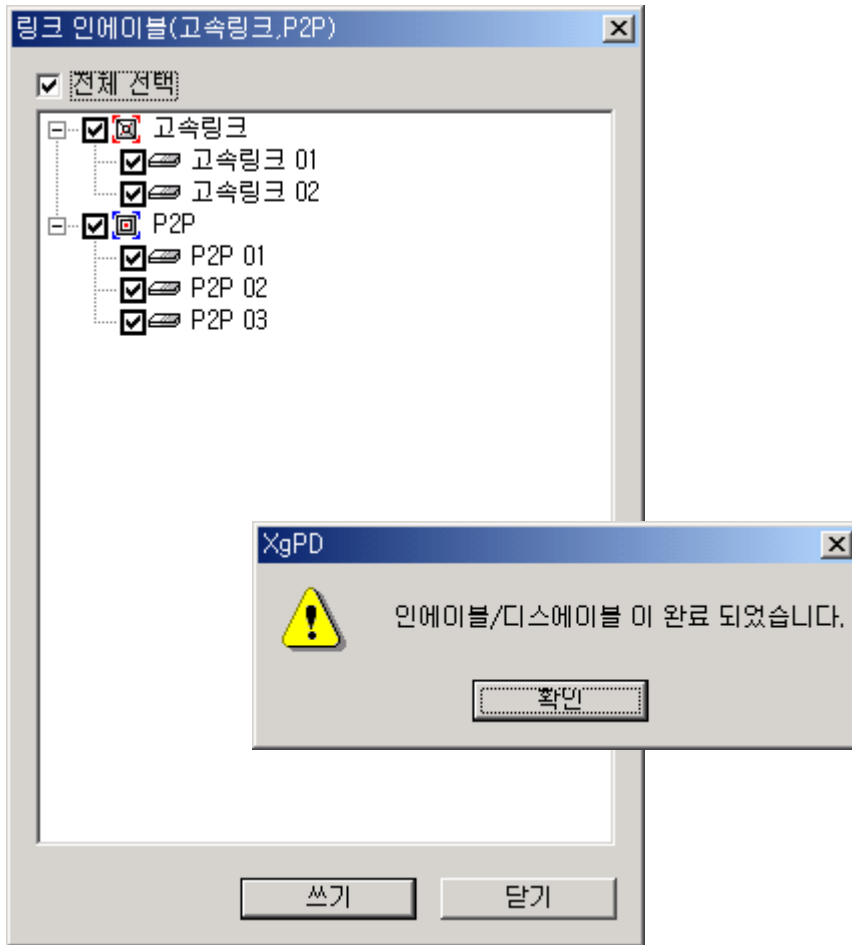 링크 인에이블(고속링크,P2P)
전체 선택
고속링크
고속링크 01
고속링크 02
P2P
P2P 01
P2P 02
P2P 03
XgPD
인에이블/디스에이블 이 완료 되었습니다.
확인
쓰기
닫기